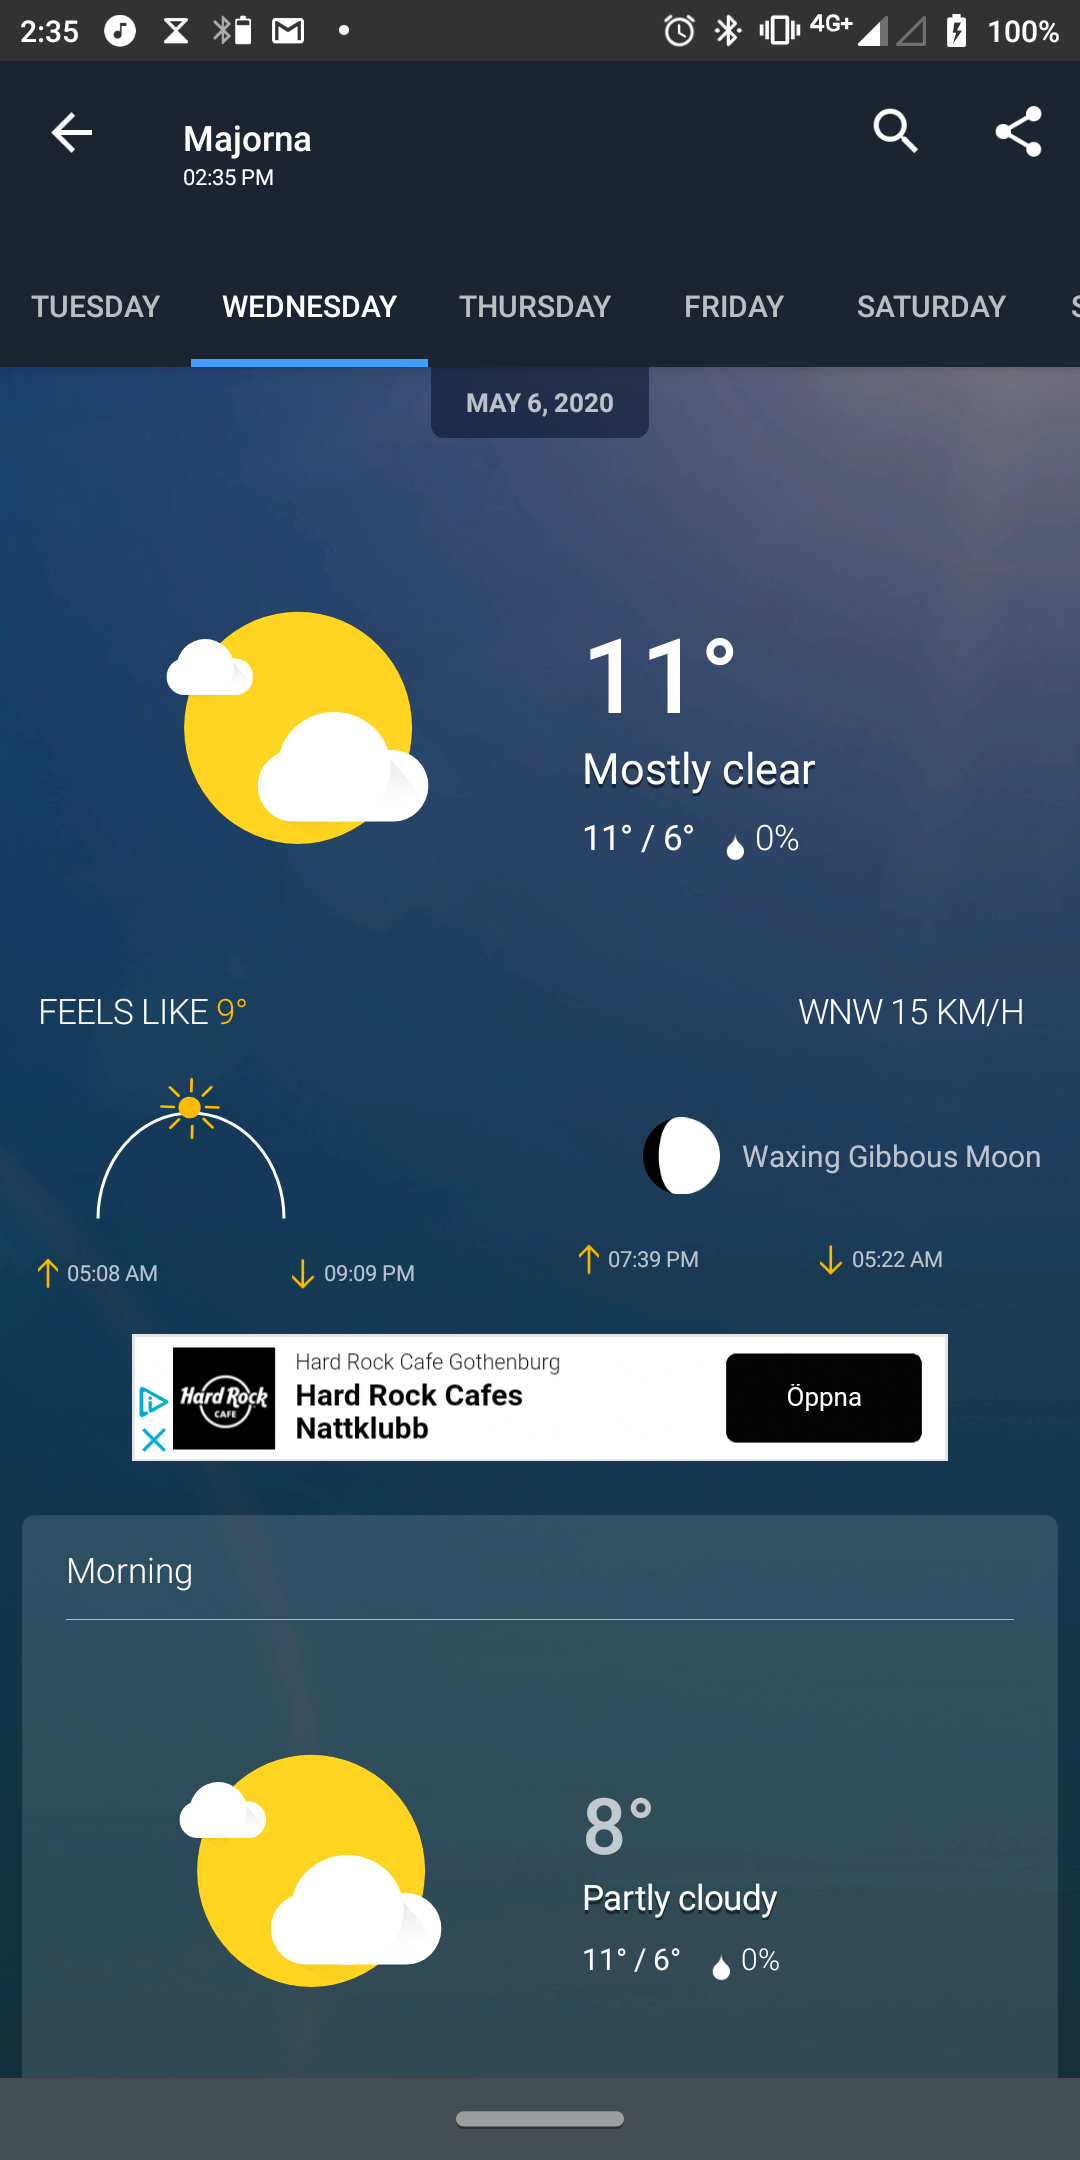 2:35
4G+
100%
Majorna
02:35 PM
TUESDAY WEDNESDAY THURSDAY FRIDAY SATURDAY S
MAY 6, 2020
11°
Mostly clear
11° / 6° 0%
FEELS LIKE 9°
WNW 15 KM/H
Waxing Gibbous Moon
05:08 AM 09:09 PM
07:39 PM 05:22 AM
Hard Rock
CAFE
Hard Rock Cafe Gothenburg
Hard Rock Cafes
Nattklubb
Öppna
Morning
8°
Partly cloudy
11° / 6° 0%